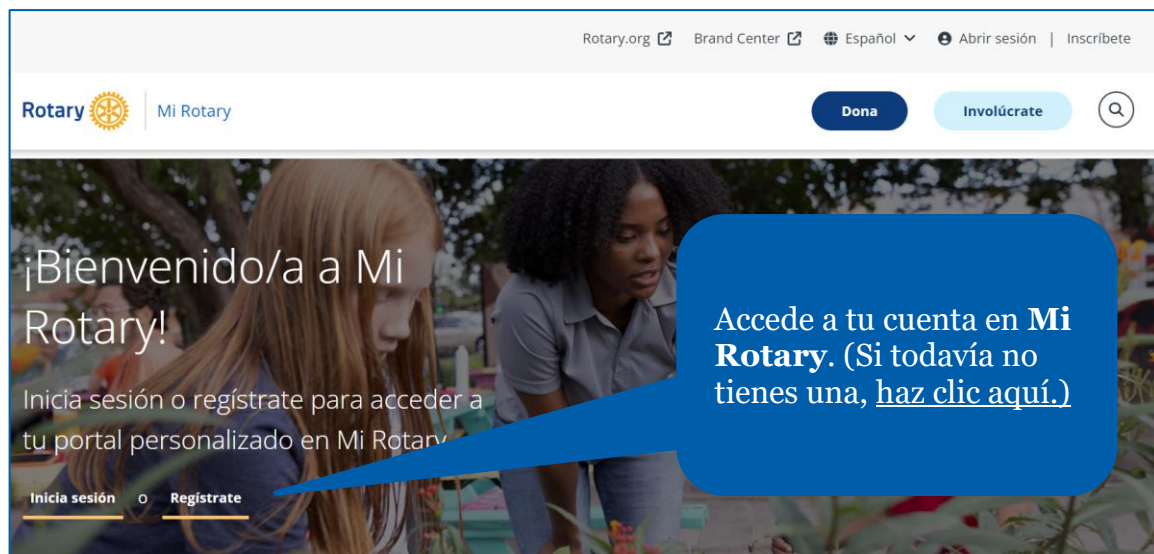 Rotary.org Brand Center Español Abrir sesión | Inscríbete
Rotary Mi Rotary Dona Involúcrate
¡Bienvenido/a a Mi
Rotary!
Inicia sesión o regístrate para acceder a
tu portal personalizado en Mi Rotary
Inicia sesión o Regístrate
Accede a tu cuenta en Mi
Rotary. (Si todavía no
tienes una, haz clic aquí.)